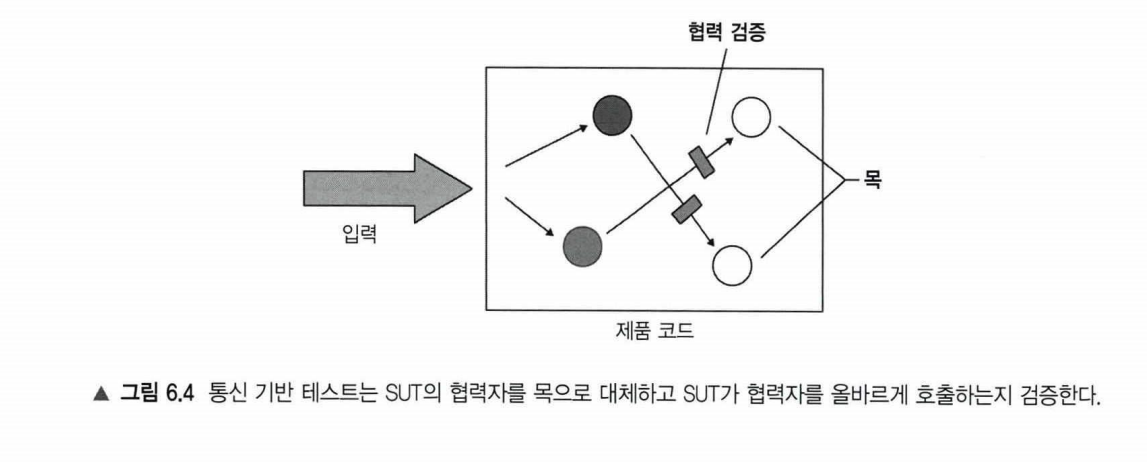 협력 검증
목
입력
제품 코드
▲ 그림 6.4 통신 기반 테스트는 SUT의 협력자를 목으로 대체하고 SUT가 협력자를 올바르게 호출하는지 검증한다.